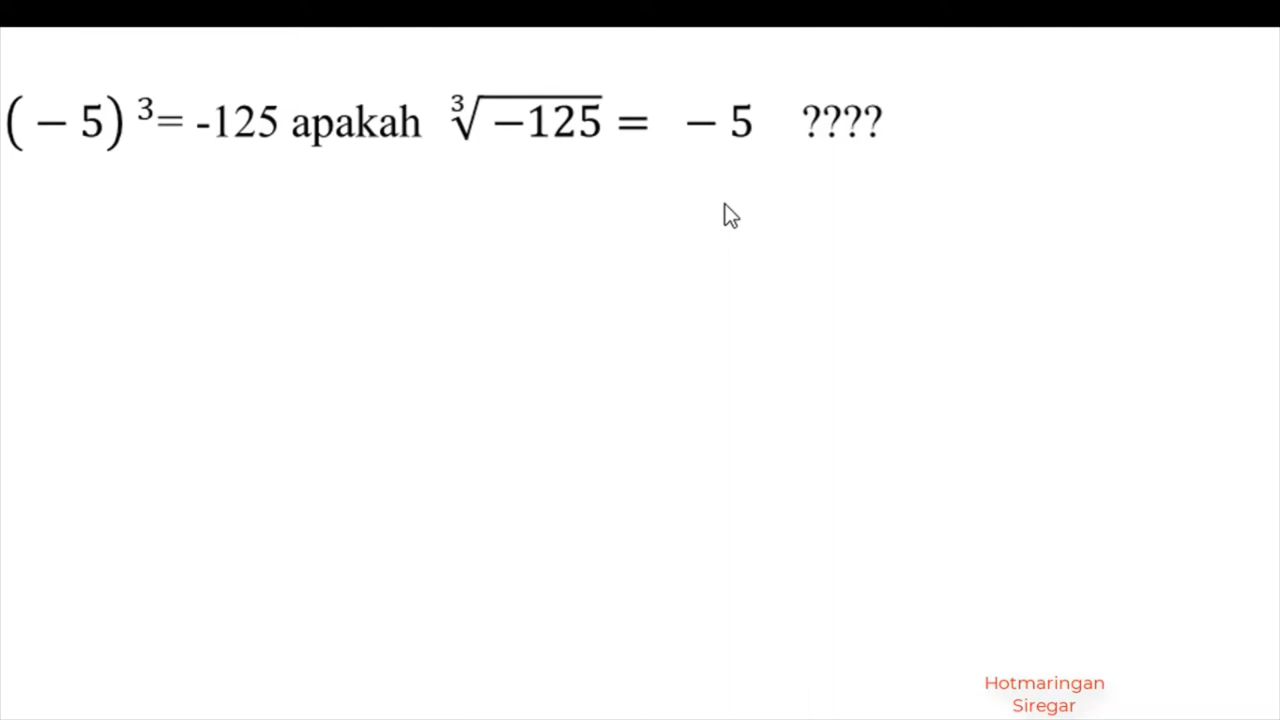 (− 5) ³= -125 apakah ∛−125 = − 5 ????
Hotmaringan
Siregar